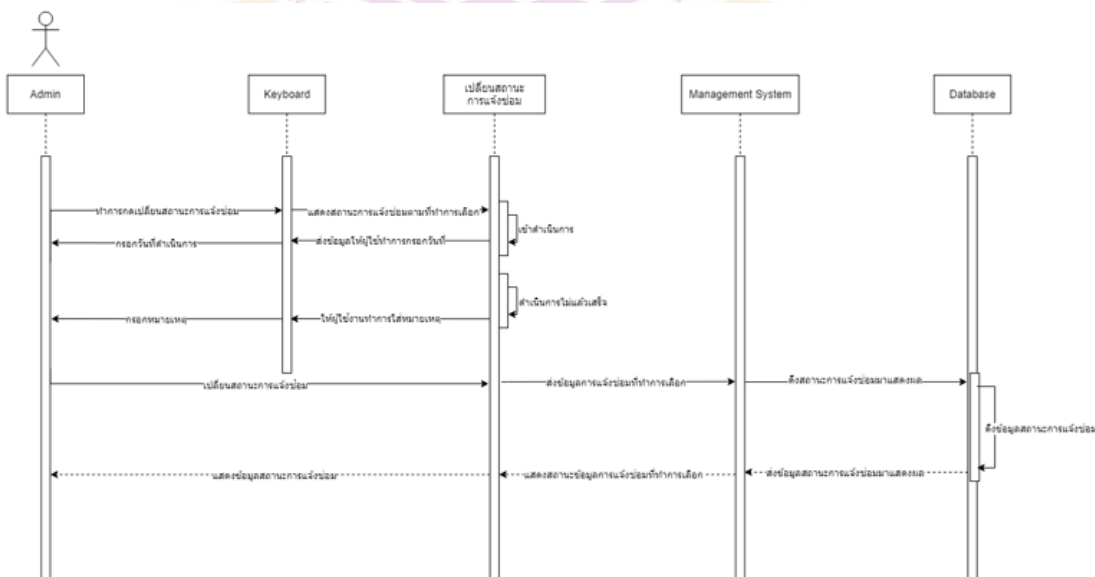 Admin
Keyboard
เปลี่ยนสถานะ
การแจ้งซ่อม
Management System
Database
ทำการกดเปลี่ยนสถานะการแจ้งซ่อม
แสดงสถานะการแจ้งซ่อมตามที่ทำการเลือก
เข้าดำเนินการ
กรอกวันที่ดำเนินการ
ส่งข้อมูลให้ผู้ใช้ทำการกรอกวันที่
ดำเนินการไม่แล้วเสร็จ
กรอกหมายเหตุ
ให้ผู้ใช้งานทำการใส่หมายเหตุ
เปลี่ยนสถานะการแจ้งซ่อม
ส่งข้อมูลการแจ้งซ่อมที่ทำการเลือก
ดึงสถานะการแจ้งซ่อมมาแสดงผล
ดึงข้อมูลสถานะการแจ้งซ่อม
แสดงข้อมูลสถานะการแจ้งซ่อม
แสดงสถานะข้อมูลการแจ้งซ่อมที่ทำการเลือก
ส่งข้อมูลสถานะการแจ้งซ่อมมาแสดงผล